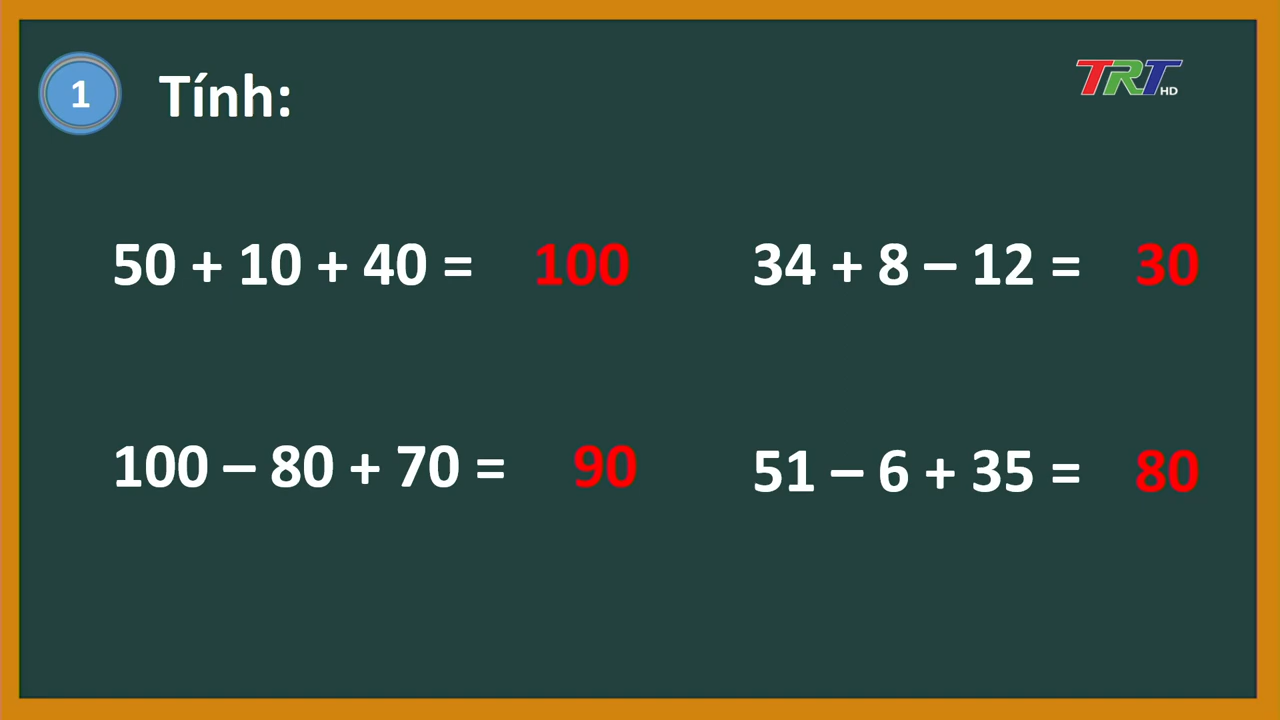 1 Tính:
TRT HD
50 + 10 + 40 = 100
34 + 8 – 12 = 30
100 – 80 + 70 = 90
51 – 6 + 35 = 80